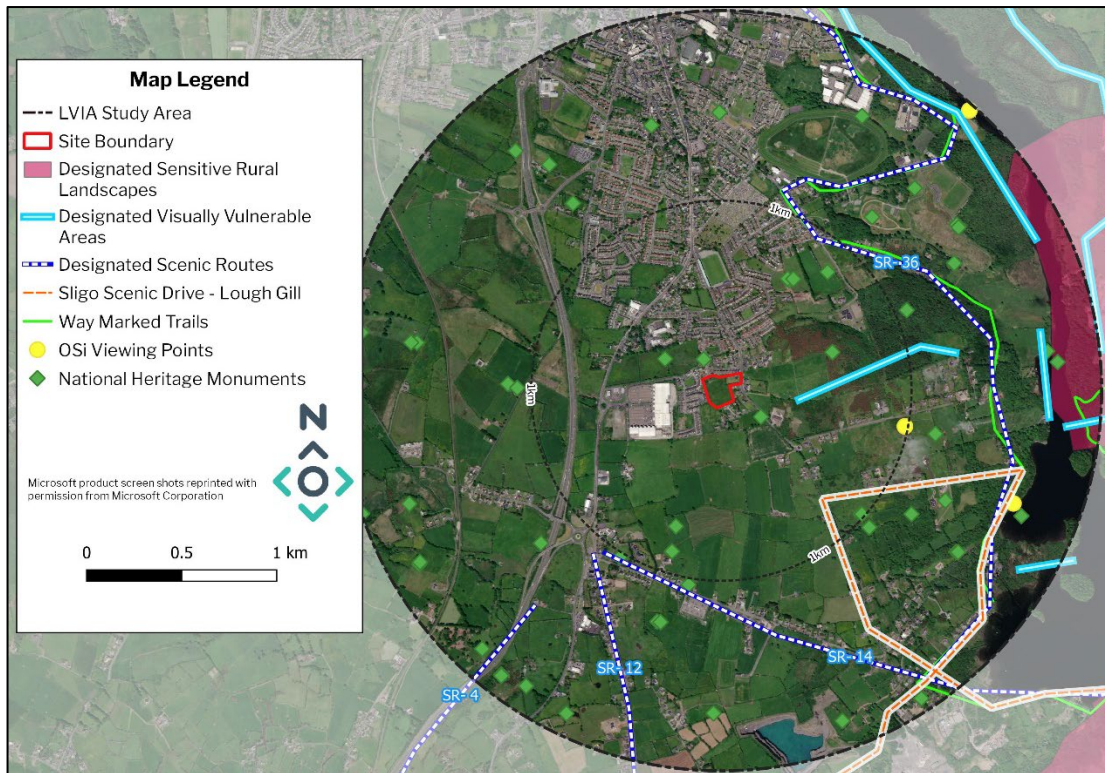 Map Legend
LVIA Study Area
Site Boundary
Designated Sensitive Rural
Landscapes
Designated Visually Vulnerable
Areas
Designated Scenic Routes
Sligo Scenic Drive - Lough Gill
Way Marked Trails
OSi Viewing Points
National Heritage Monuments
N
Microsoft product screen shots reprinted with
permission from Microsoft Corporation
0 0.5 1 km
1km
SR- 36
1km
1km
SR- 14
SR- 12
SR- 4